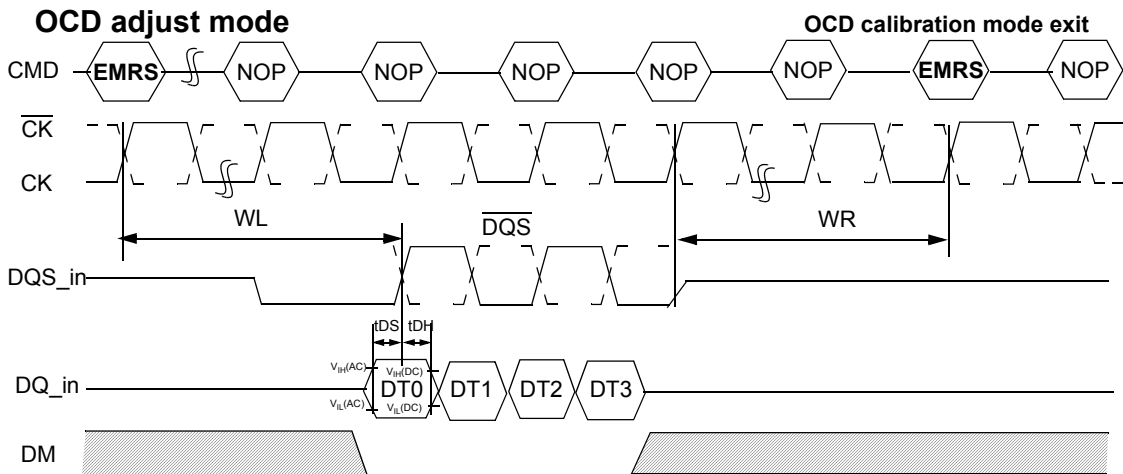 OCD adjust mode
OCD calibration mode exit
CMD EMRS NOP NOP NOP NOP NOP EMRS NOP
CK
CK
WL DQS WR
DQS_in
tDS tDH
VIH(AC) VIH(DC)
DQ_in DT0 DT1 DT2 DT3
VIL(AC) VIL(DC)
DM